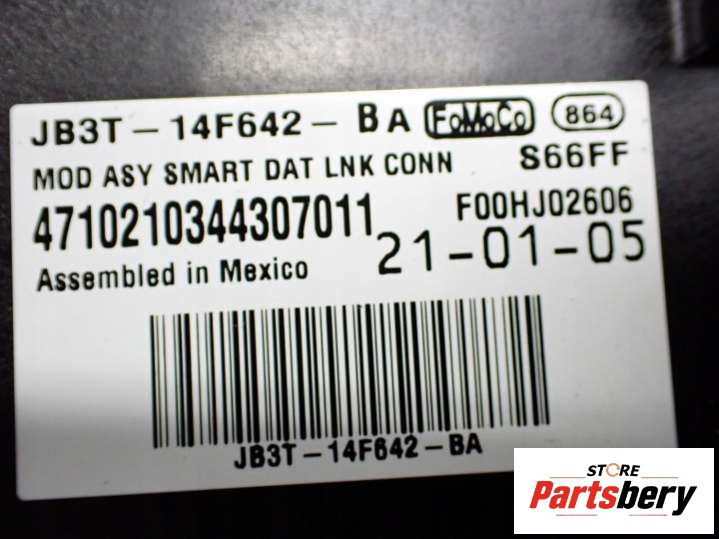 JB3T-14F642-BA FoMoCo 864
MOD ASY SMART DAT LNK CONN S66FF
4710210344307011 F00HJ02606
Assembled in Mexico 21-01-05
JB3T-14F642-BA
STORE
Partsbery